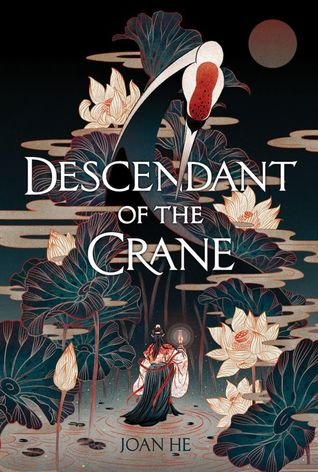 DESCENDANT
OF THE
CRANE
JOAN HE